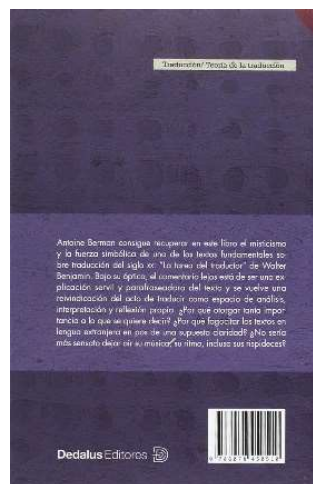 Traducción/ Teoría de la traducción
Antoine Berman consigue recuperar en este libro el misticismo
y la fuerza simbólica de uno de los textos fundamentales so-
bre traducción del siglo XX: "La tarea del traductor" de Walter
Benjamin. Bajo su óptica, el comentario lejos está de ser una ex-
plicación servil y parafraseadora del texto y se vuelve una
reivindicación del acto de traducir como espacio de análisis,
interpretación y reflexión propia. ¿Por qué otorgar tanta impor-
tancia a lo que se quiere decir? ¿Por qué fagocitar los textos en
lengua extranjera en pos de una supuesta claridad? ¿No sería
más sensato dejar oír su música, su ritmo, incluso sus rispideces?
Dedalus Editores